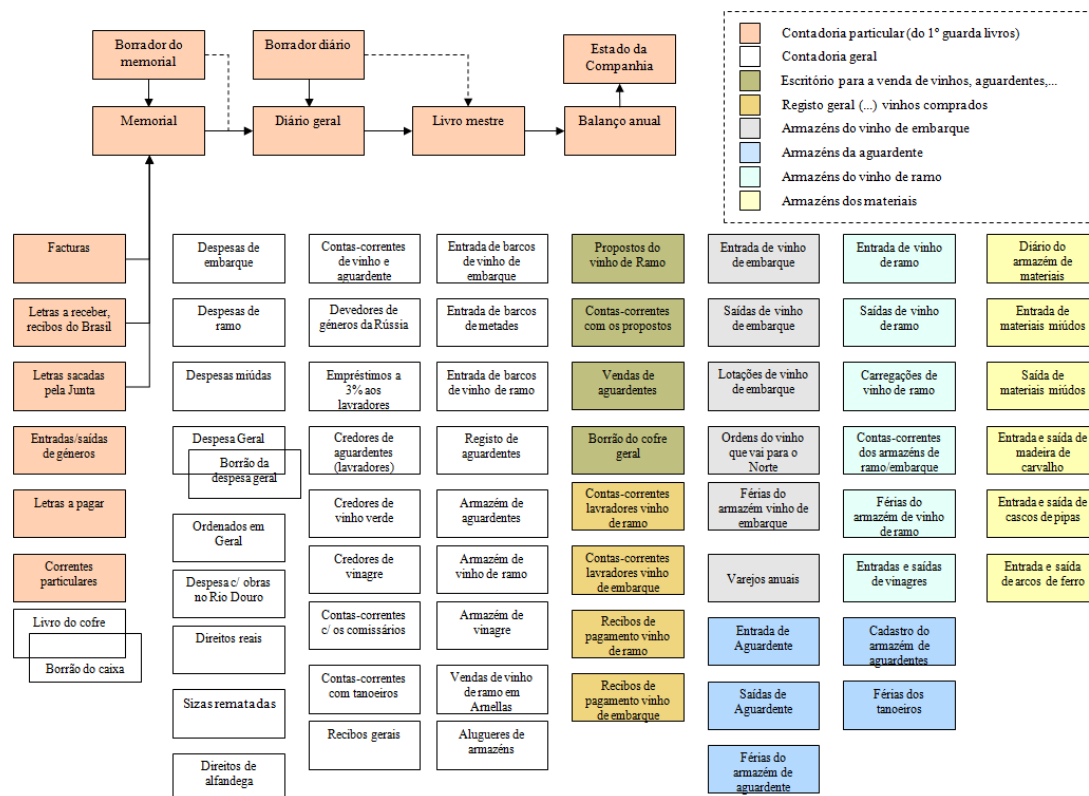 Borrador do
memorial
Borrador diário
Estado da
Companhia
Memorial
Diário geral
Livro mestre
Balanço anual
Contadoria particular (do 1º guarda livros)
Contadoria geral
Escritório para a venda de vinhos, aguardentes,...
Registo geral (...) vinhos comprados
Armazéns do vinho de embarque
Armazéns da aguardente
Armazéns do vinho de ramo
Armazéns dos materiais
Facturas
Letras a receber,
recibos do Brasil
Letras sacadas
pela Junta
Entradas/saídas
de géneros
Letras a pagar
Correntes
particulares
Livro do cofre
Borrão do caixa
Despesas de
embarque
Despesas de
ramo
Despesas miúdas
Despesa Geral
Borrão da
despesa geral
Ordenados em
Geral
Despesa c/ obras
no Rio Douro
Direitos reais
Sizas rematadas
Direitos de
alfandega
Contas-correntes
de vinho e
aguardente
Devedores de
géneros da Rússia
Empréstimos a
3% aos
lavradores
Credores de
aguardentes
(lavradores)
Credores de
vinho verde
Credores de
vinagre
Contas-correntes
c/ os comissários
Contas-correntes
com tanoeiros
Recibos gerais
Entrada de barcos
de vinho de
embarque
Entrada de barcos
de metades
Entrada de barcos
de vinho de ramo
Registo de
aguardentes
Armazém de
aguardentes
Armazém de
vinho de ramo
Armazém de
vinagre
Vendas de vinho
de ramo em
Arnellas
Alugueres de
armazéns
Propostos do
vinho de Ramo
Contas-correntes
com os propostos
Vendas de
aguardentes
Borrão do cofre
geral
Contas-correntes
lavradores vinho
de ramo
Contas-correntes
lavradores vinho
de embarque
Recibos de
pagamento vinho
de ramo
Recibos de
pagamento vinho
de embarque
Entrada de vinho
de embarque
Saídas de vinho
de embarque
Lotações de vinho
de embarque
Ordens do vinho
que vai para o
Norte
Férias do
armazém vinho de
embarque
Varejos anuais
Entrada de
Aguardente
Saídas de
Aguardente
Férias do
armazém de
aguardente
Entrada de vinho
de ramo
Saídas de vinho
de ramo
Carregações de
vinho de ramo
Contas-correntes
dos armazéns de
ramo/embarque
Férias do
armazém de vinho
de ramo
Entradas e saídas
de vinagres
Cadastro do
armazém de
aguardentes
Férias dos
tanoeiros
Diário do
armazém de
materiais
Entrada de
materiais miúdos
Saída de
materiais miúdos
Entrada e saída de
madeira de
carvalho
Entrada e saída de
cascos de pipas
Entrada e saída
de arcos de ferro